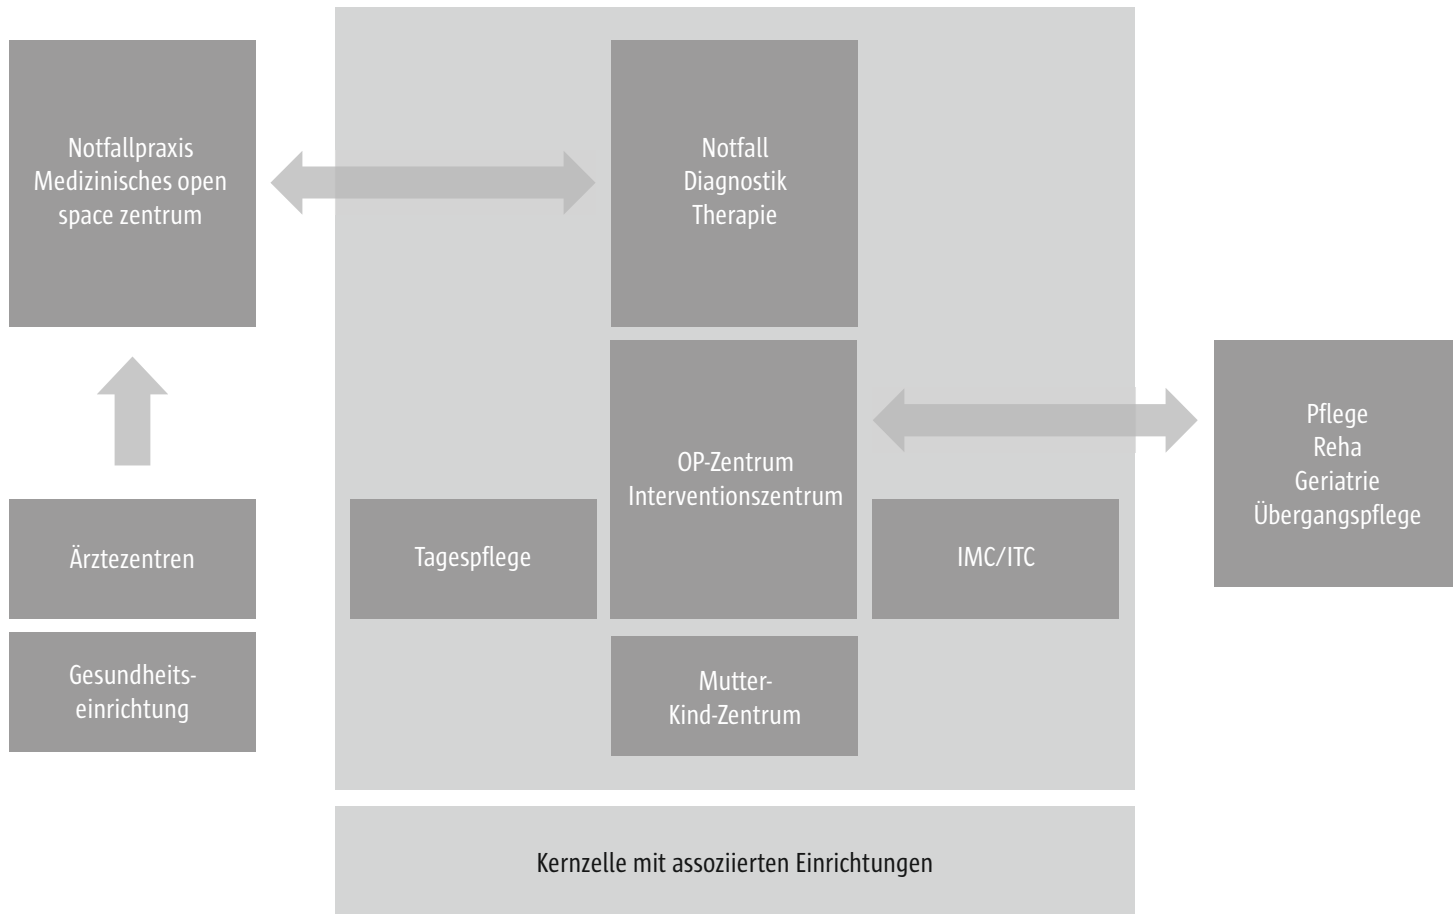 Notfallpraxis
Medizinisches open
space zentrum
Notfall
Diagnostik
Therapie
OP-Zentrum
Interventionszentrum
Pflege
Reha
Geriatrie
Übergangspflege
Ärztezentren
Tagespflege
IMC/ITC
Gesundheits-
einrichtung
Mutter-
Kind-Zentrum
Kernzelle mit assoziierten Einrichtungen